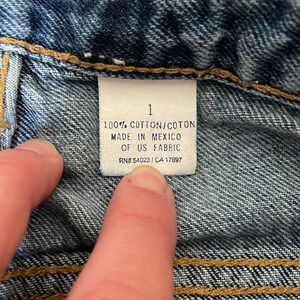 1
100% COTTON/COTON
MADE IN MEXICO
OF US FABRIC
RN# 54023 / CA 17897